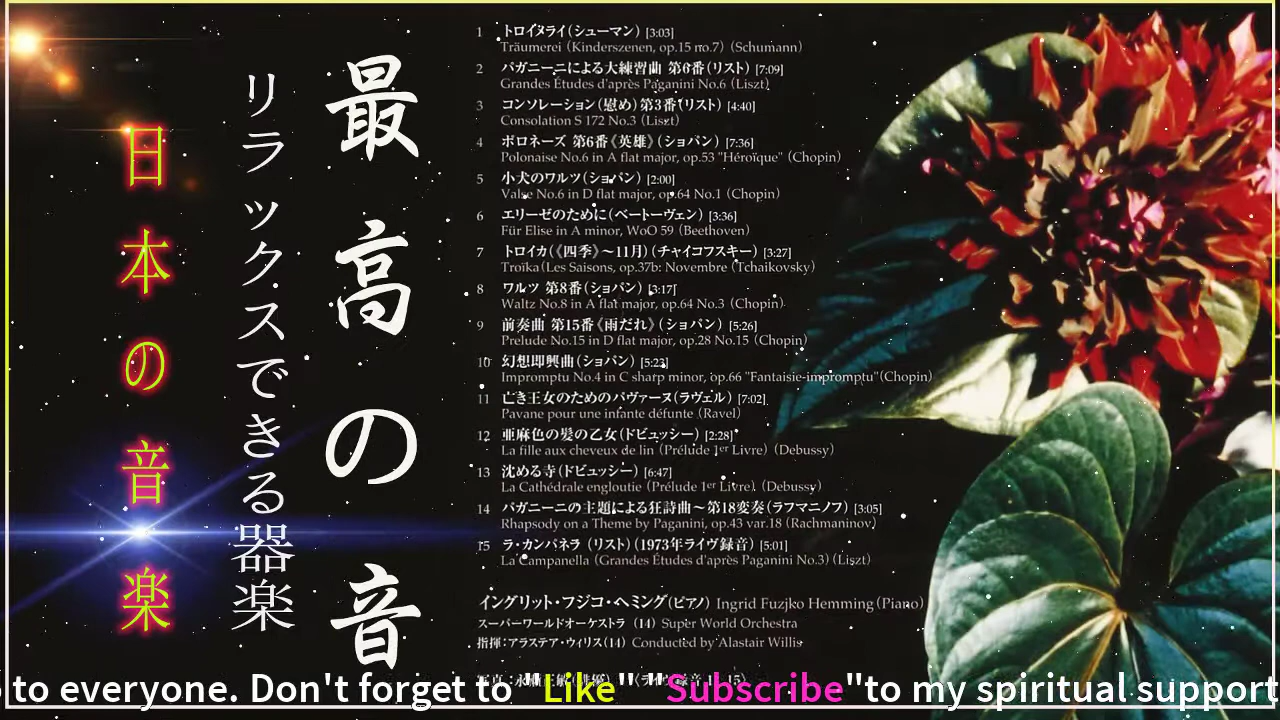 日本の音楽
リラックスできる器楽
最高の音
1 トロイメライ(シューマン) [3:03]
Träumerei (Kinderszenen, op.15 no.7) (Schumann)
2 パガニーニによる大練習曲 第6番(リスト) [7:09]
Grandes Études d'après Paganini No.6 (Liszt)
3 コンソレーション(慰め)第3番(リスト) [4:40]
Consolation S 172 No.3 (Liszt)
4 ポロネーズ 第6番《英雄》(ショパン) [7:36]
Polonaise No.6 in A flat major, op.53 "Héroïque" (Chopin)
5 小犬のワルツ(ショパン) [2:00]
Valse No.6 in D flat major, op.64 No.1 (Chopin)
6 エリーゼのために(ベートーヴェン) [3:36]
Für Elise in A minor, WoO 59 (Beethoven)
7 トロイカ(《四季》〜11月)(チャイコフスキー) [3:27]
Troïka (Les Saisons, op.37b: Novembre (Tchaikovsky)
8 ワルツ 第8番(ショパン) [3:17]
Waltz No.8 in A flat major, op.64 No.3 (Chopin)
9 前奏曲 第15番《雨だれ》(ショパン) [5:26]
Prelude No.15 in D flat major, op.28 No.15 (Chopin)
10 幻想即興曲(ショパン) [5:23]
Impromptu No.4 in C sharp minor, op.66 "Fantaisie-impromptu" (Chopin)
11 亡き王女のためのパヴァーヌ(ラヴェル) [7:02]
Pavane pour une infante défunte (Ravel)
12 亜麻色の髪の乙女(ドビュッシー) [2:28]
La fille aux cheveux de lin (Prélude 1er Livre) (Debussy)
13 沈める寺(ドビュッシー) [6:47]
La Cathédrale engloutie (Prélude 1er Livre) (Debussy)
14 パガニーニの主題による狂詩曲〜第18変奏(ラフマニノフ) [3:05]
Rhapsody on a Theme by Paganini, op.43 var.18 (Rachmaninov)
15 ラ・カンパネラ (リスト)(1973年ライヴ録音) [5:01]
La Campanella (Grandes Études d'après Paganini No.3) (Liszt)
イングリット・フジコ・ヘミング(ピアノ) Ingrid Fuzjko Hemming (Piano)
スーパーワールドオーケストラ (14) Super World Orchestra
指揮:アラステア・ウィリス(14) Conducted by Alastair Willis
to everyone. Don't forget to "Like" "Subscribe" to my spiritual support